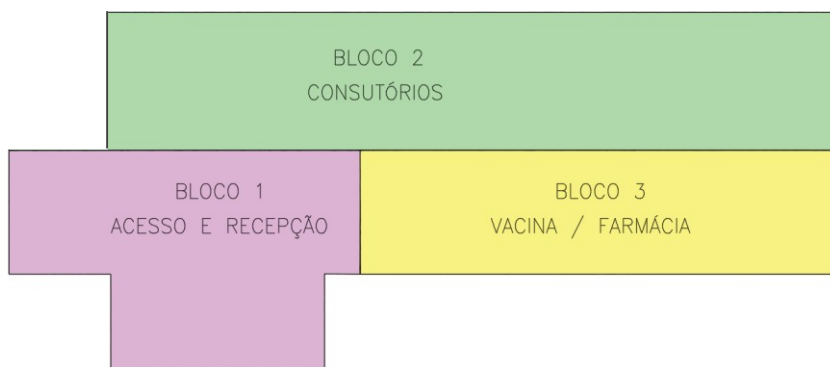 BLOCO 2
CONSUTÓRIOS
BLOCO 1
ACESSO E RECEPÇÃO
BLOCO 3
VACINA / FARMÁCIA